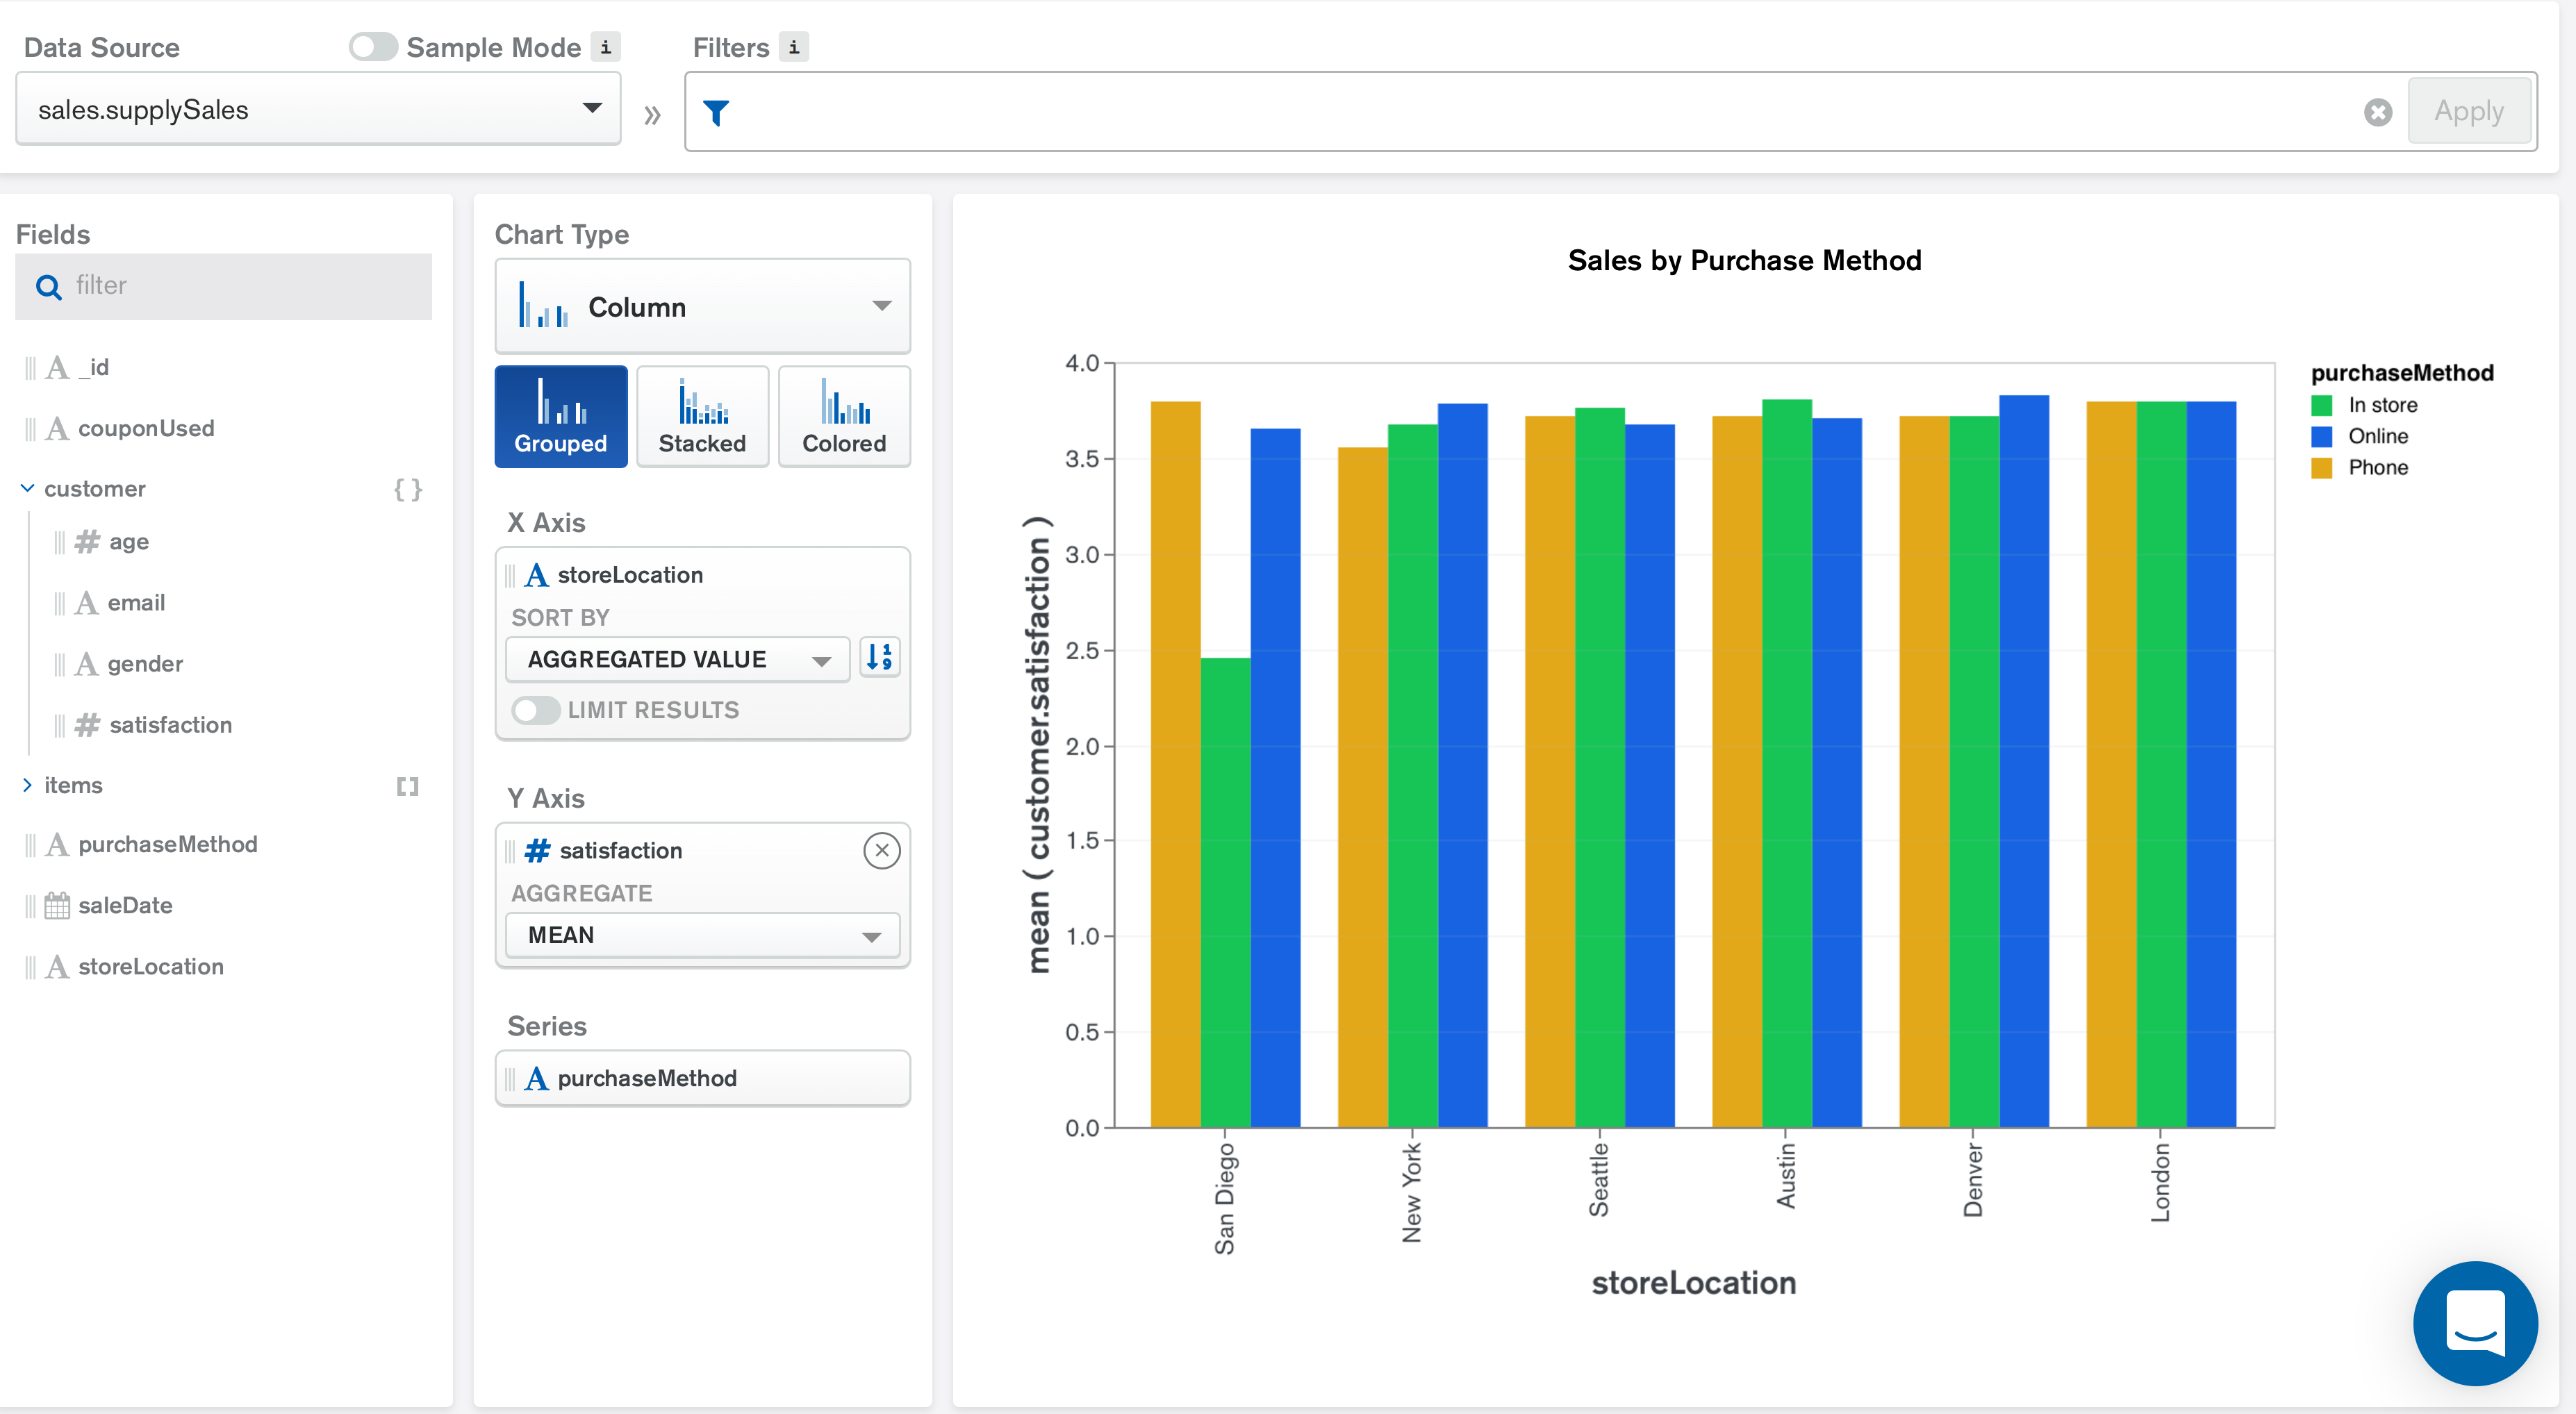 Data Source
Sample Mode
i
Filters
i
sales.supplySales
»
Apply
Fields
filter
A _id
A couponUsed
customer { }
# age
A email
A gender
# satisfaction
items [ ]
A purchaseMethod
saleDate
A storeLocation
Chart Type
Column
Grouped
Stacked
Colored
X Axis
A storeLocation
SORT BY
AGGREGATED VALUE
1
9
LIMIT RESULTS
Y Axis
# satisfaction
AGGREGATE
MEAN
Series
A purchaseMethod
Sales by Purchase Method
mean ( customer.satisfaction )
4.0
3.5
3.0
2.5
2.0
1.5
1.0
0.5
0.0
San Diego
New York
Seattle
Austin
Denver
London
storeLocation
purchaseMethod
In store
Online
Phone